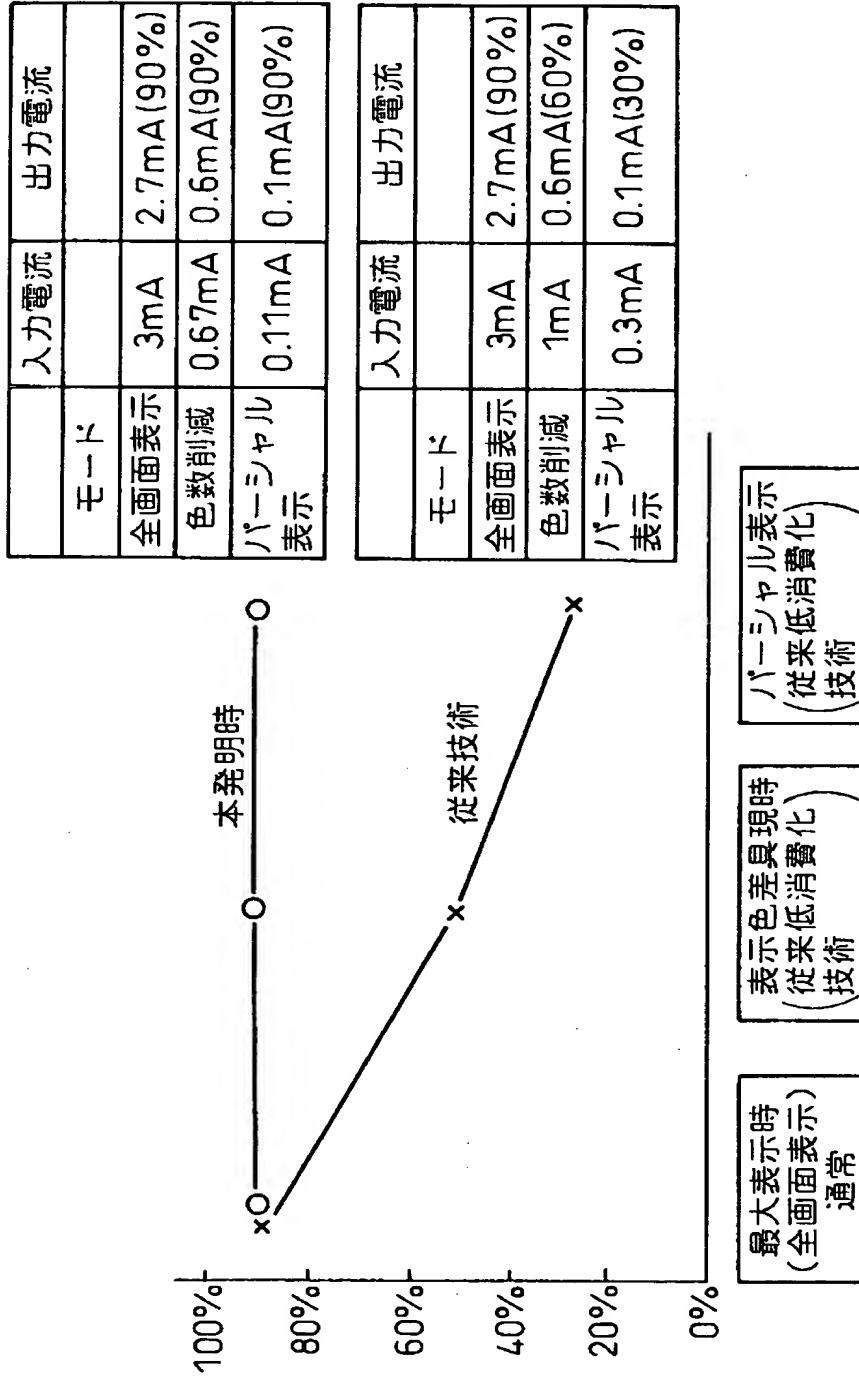 100%
80%
60%
40%
20%
0%
本発明時
従来技術
最大表示時
(全画面表示)
通常
表示色差具現時
(従来低消費化
技術)
パーシャル表示
(従来低消費化
技術)
入力電流 出力電流
モード
全画面表示 3mA 2.7mA(90%)
色数削減 0.67mA 0.6mA(90%)
パーシャル
表示 0.11mA 0.1mA(90%)
入力電流 出力電流
モード
全画面表示 3mA 2.7mA(90%)
色数削減 1mA 0.6mA(60%)
パーシャル
表示 0.3mA 0.1mA(30%)